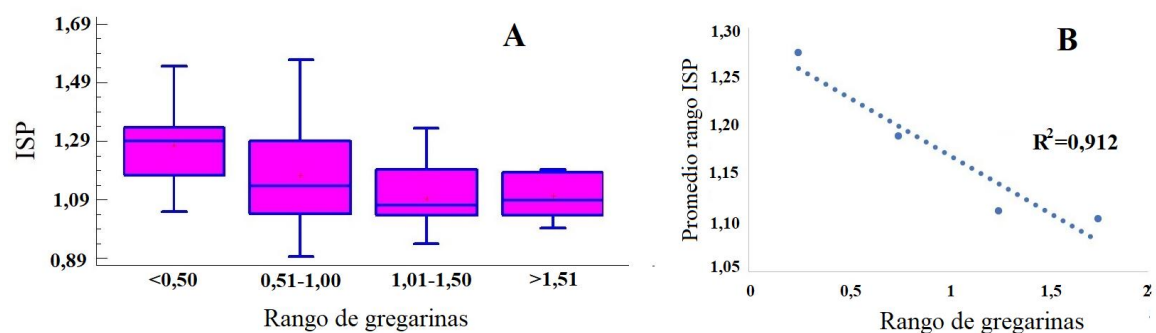 A
ISP
1,69
1,49
1,29
1,09
0,89
<0,50
0,51-1,00
1,01-1,50
>1,51
Rango de gregarinas
B
Promedio rango ISP
1,30
1,25
1,20
1,15
1,10
1,05
R²=0,912
0
0,5
1
1,5
2
Rango de gregarinas